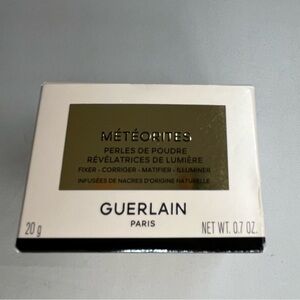 MÉTÉORITES
PERLES DE POUDRE
RÉVÉLATRICES DE LUMIÈRE
FIXER - CORRIGER - MATIFIER - ILLUMINER
INFUSÉES DE NACRES D'ORIGINE NATURELLE
GUERLAIN
PARIS
20 g NET WT. 0.7 OZ.